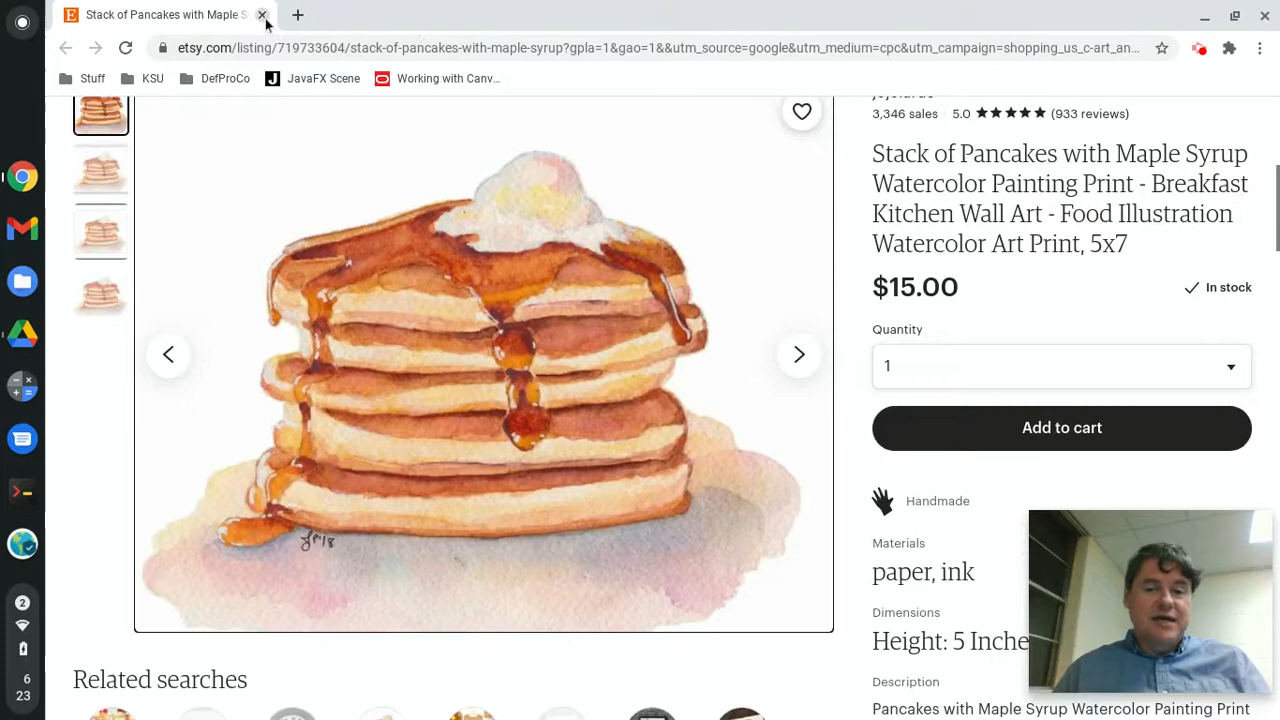 Stack of Pancakes with Maple S
etsy.com/listing/719733604/stack-of-pancakes-with-maple-syrup?gpla=1&gao=1&&utm_source=google&utm_medium=cpc&utm_campaign=shopping_us_c-art_an...
Stuff KSU DefProCo JavaFX Scene Working with Canv...
3,346 sales 5.0 ★★★★★ (933 reviews)
Stack of Pancakes with Maple Syrup
Watercolor Painting Print - Breakfast
Kitchen Wall Art - Food Illustration
Watercolor Art Print, 5x7
$15.00 In stock
Quantity
1
Add to cart
Handmade
Materials
paper, ink
Dimensions
Height: 5 Inche
Description
Pancakes with Maple Syrup Watercolor Painting Print
Related searches
2
6
23